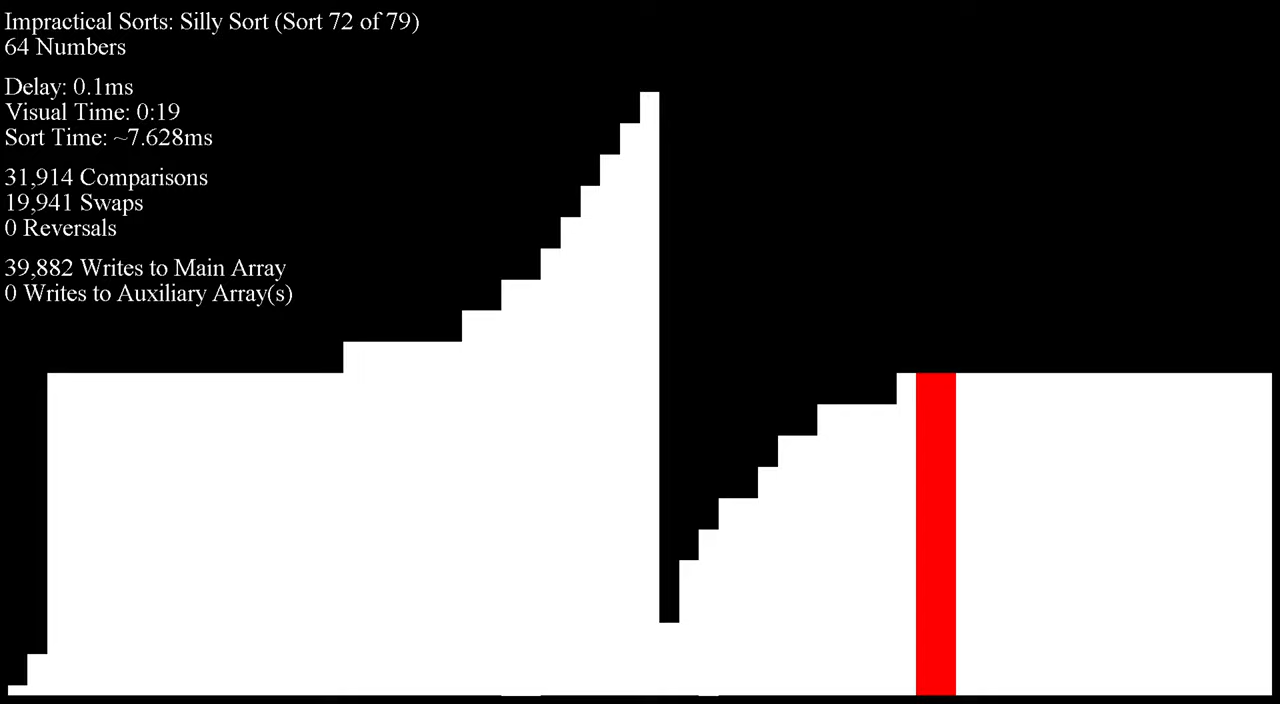 Impractical Sorts: Silly Sort (Sort 72 of 79)
64 Numbers
Delay: 0.1ms
Visual Time: 0:19
Sort Time: ~7.628ms
31,914 Comparisons
19,941 Swaps
0 Reversals
39,882 Writes to Main Array
0 Writes to Auxiliary Array(s)